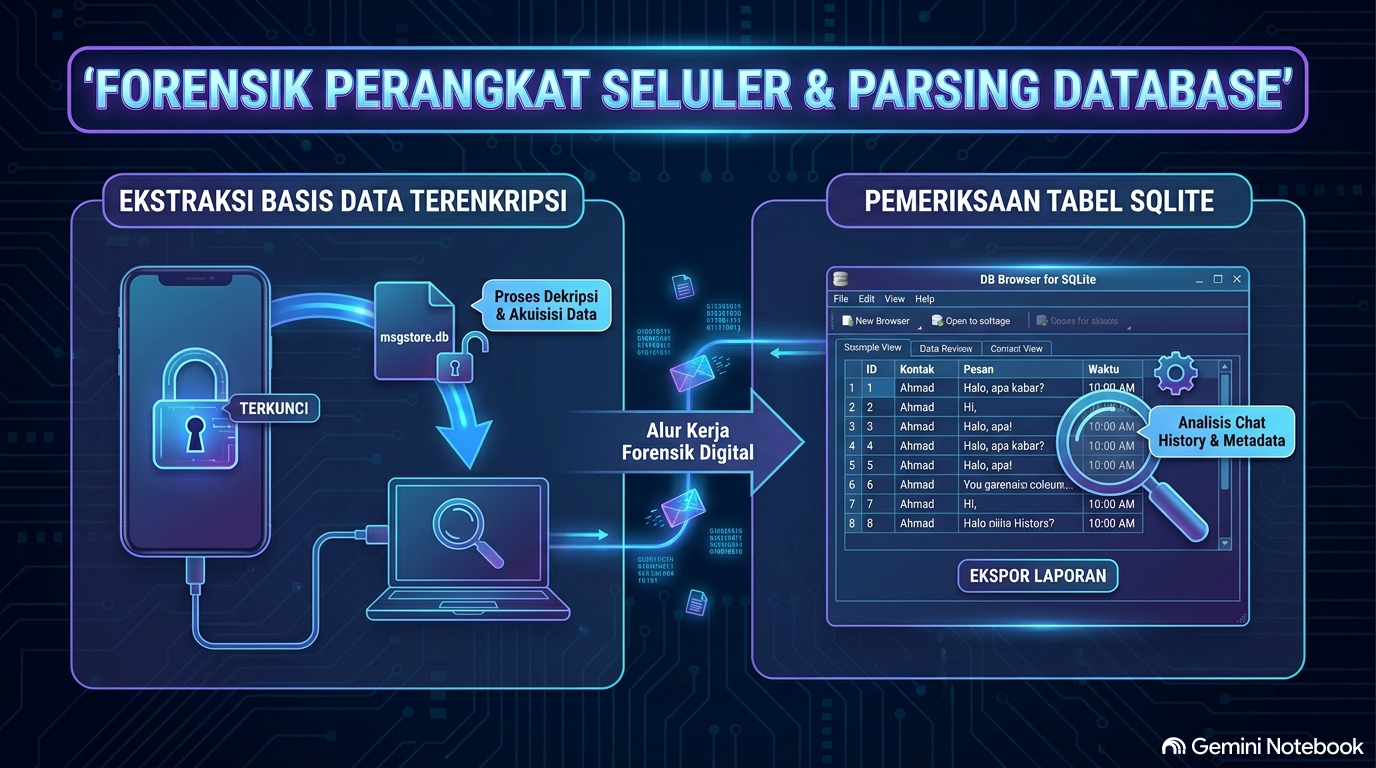 ‘FORENSIK PERANGKAT SELULER & PARSING DATABASE’
EKSTRAKSI BASIS DATA TERENKRIPSI
TERKUNCI
msgstore.db
Proses Dekripsi
& Akuisisi Data
Alur Kerja
Forensik Digital
PEMERIKSAAN TABEL SQLITE
DB Browser for SQLite
File Edit View Help
New Browser Open to softtage
View Data Review Contact View
ID Kontak Pesan Waktu
1 1 Ahmad Halo, apa kabar? 10:00 AM
2 2 Ahmad Hi,
3 3 Ahmad Halo, apa! 10:00 AM
4 4 Ahmad Halo, apa kabar? 10:00 AM
5 5 Ahmad Halo, apa! 10:00 AM
6 6 Ahmad You
7 7 Ahmad Hi, 10:00 AM
8 8 Ahmad Halo 10:00 AM
Analisis Chat
History & Metadata
EKSPOR LAPORAN
Gemini Notebook